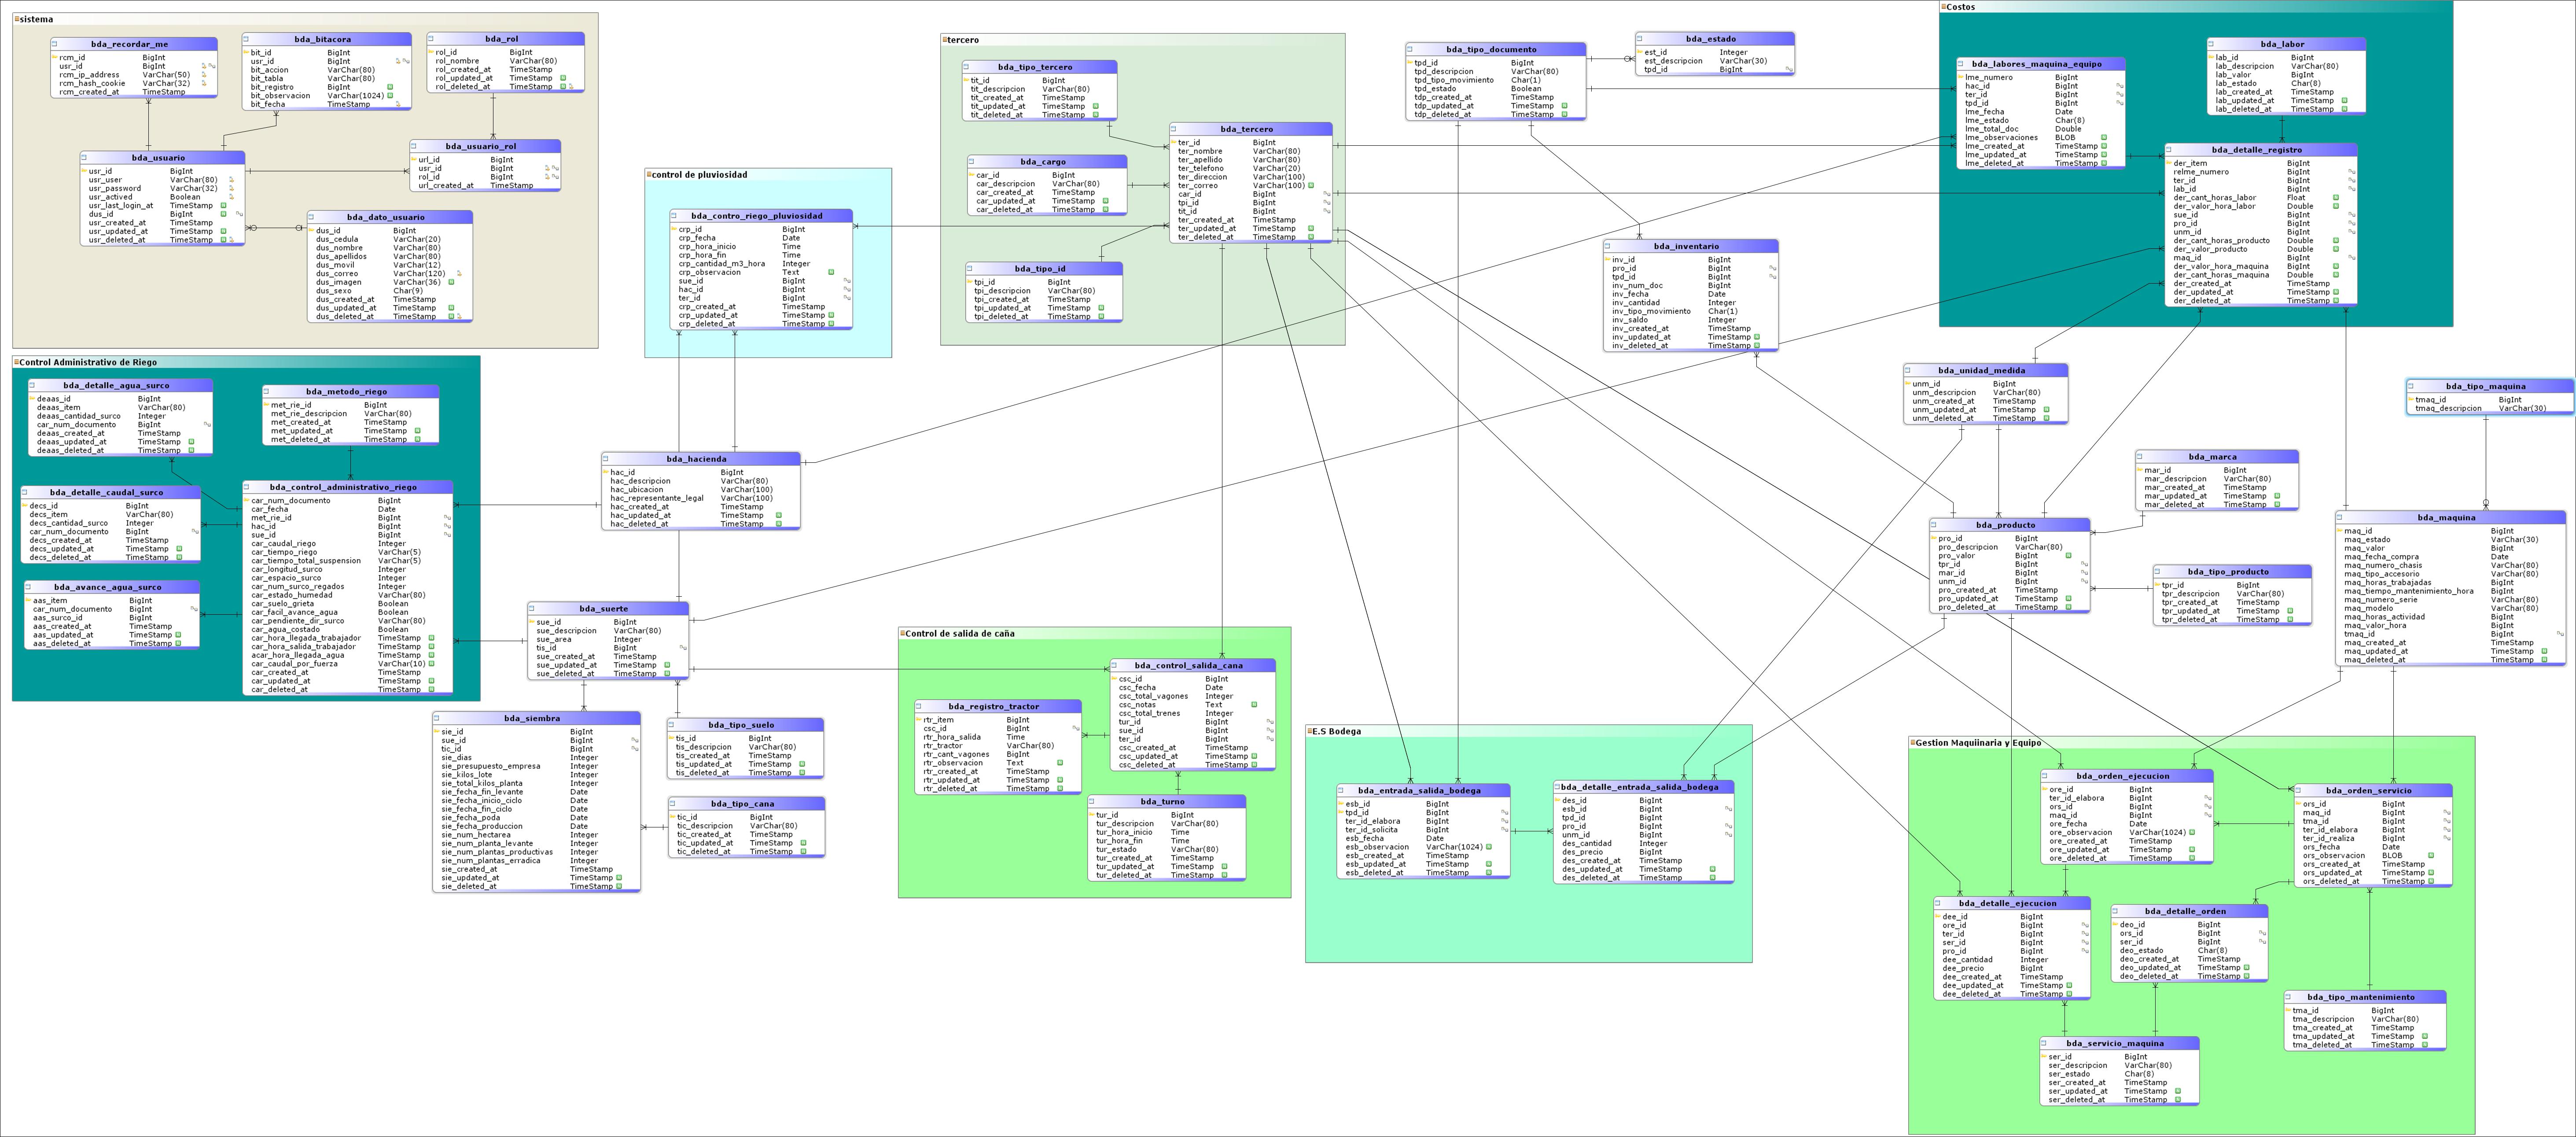 sistema
bda_recordar_me
rcm_id BigInt
usr_id BigInt
rcm_ip_address VarChar(50)
rcm_hash_cookie VarChar(32)
rcm_created_at TimeStamp
bda_bitacora
bit_id BigInt
usr_id BigInt
bit_accion VarChar(80)
bit_tabla VarChar(80)
bit_registro BigInt
bit_observacion VarChar(1024)
bit_fecha TimeStamp
bda_rol
rol_id BigInt
rol_nombre VarChar(80)
rol_created_at TimeStamp
rol_updated_at TimeStamp
rol_deleted_at TimeStamp
bda_usuario
usr_id BigInt
usr_user VarChar(80)
usr_password VarChar(32)
usr_actived Boolean
usr_last_login_at TimeStamp
dus_id BigInt
usr_created_at TimeStamp
usr_updated_at TimeStamp
usr_deleted_at TimeStamp
bda_usuario_rol
url_id BigInt
usr_id BigInt
rol_id BigInt
url_created_at TimeStamp
bda_dato_usuario
dus_id BigInt
dus_cedula VarChar(20)
dus_nombre VarChar(80)
dus_apellidos VarChar(80)
dus_movil VarChar(12)
dus_correo VarChar(120)
dus_imagen VarChar(36)
dus_sexo Char(9)
dus_created_at TimeStamp
dus_updated_at TimeStamp
dus_deleted_at TimeStamp
Control Administrativo de Riego
bda_detalle_agua_surco
deaas_id BigInt
deaas_item VarChar(80)
deaas_cantidad_surco Integer
car_num_documento BigInt
deaas_created_at TimeStamp
deaas_updated_at TimeStamp
deaas_deleted_at TimeStamp
bda_metodo_riego
met_rie_id BigInt
met_rie_descripcion VarChar(80)
met_created_at TimeStamp
met_updated_at TimeStamp
met_deleted_at TimeStamp
bda_detalle_caudal_surco
decs_id BigInt
decs_item VarChar(80)
decs_cantidad_surco Integer
car_num_documento BigInt
decs_created_at TimeStamp
decs_updated_at TimeStamp
decs_deleted_at TimeStamp
bda_avance_agua_surco
aas_item BigInt
car_num_documento BigInt
aas_surco_id BigInt
aas_created_at TimeStamp
aas_updated_at TimeStamp
aas_deleted_at TimeStamp
bda_control_administrativo_riego
car_num_documento BigInt
car_fecha Date
met_rie_id BigInt
hac_id BigInt
sue_id BigInt
car_caudal_riego Integer
car_tiempo_riego VarChar(5)
car_tiempo_total_suspension VarChar(5)
car_longitud_surco Integer
car_espacio_surco Integer
car_num_surco_regados Integer
car_estado_humedad VarChar(80)
car_suelo_grieta Boolean
car_facil_avance_agua Boolean
car_pendiente_dir_surco VarChar(80)
car_agua_costado Boolean
car_hora_llegada_trabajador TimeStamp
car_hora_salida_trabajador TimeStamp
acar_hora_llegada_agua TimeStamp
car_caudal_por_fuerza VarChar(10)
car_created_at TimeStamp
car_updated_at TimeStamp
car_deleted_at TimeStamp
control de pluviosidad
bda_contro_riego_pluviosidad
crp_id BigInt
crp_fecha Date
crp_hora_inicio Time
crp_hora_fin Time
crp_cantidad_m3_hora Integer
crp_observacion Text
sue_id BigInt
hac_id BigInt
ter_id BigInt
crp_created_at TimeStamp
crp_updated_at TimeStamp
crp_deleted_at TimeStamp
bda_hacienda
hac_id BigInt
hac_descripcion VarChar(80)
hac_ubicacion VarChar(100)
hac_representante_legal VarChar(100)
hac_created_at TimeStamp
hac_updated_at TimeStamp
hac_deleted_at TimeStamp
bda_suerte
sue_id BigInt
sue_descripcion VarChar(80)
sue_area Integer
tis_id BigInt
sue_created_at TimeStamp
sue_updated_at TimeStamp
sue_deleted_at TimeStamp
bda_siembra
sie_id BigInt
sue_id BigInt
tic_id BigInt
sie_dias Integer
sie_presupuesto_empresa Integer
sie_kilos_lote Integer
sie_total_kilos_planta Integer
sie_fecha_fin_levante Date
sie_fecha_inicio_ciclo Date
sie_fecha_fin_ciclo Date
sie_fecha_poda Date
sie_fecha_produccion Date
sie_num_hectarea Integer
sie_num_planta_levante Integer
sie_num_plantas_productivas Integer
sie_num_plantas_erradica Integer
sie_created_at TimeStamp
sie_updated_at TimeStamp
sie_deleted_at TimeStamp
bda_tipo_suelo
tis_id BigInt
tis_descripcion VarChar(80)
tis_created_at TimeStamp
tis_updated_at TimeStamp
tis_deleted_at TimeStamp
bda_tipo_cana
tic_id BigInt
tic_descripcion VarChar(80)
tic_created_at TimeStamp
tic_updated_at TimeStamp
tic_deleted_at TimeStamp
tercero
bda_tipo_tercero
tit_id BigInt
tit_descripcion VarChar(80)
tit_created_at TimeStamp
tit_updated_at TimeStamp
tit_deleted_at TimeStamp
bda_cargo
car_id BigInt
car_descripcion VarChar(80)
car_created_at TimeStamp
car_updated_at TimeStamp
car_deleted_at TimeStamp
bda_tipo_id
tpi_id BigInt
tpi_descripcion VarChar(80)
tpi_created_at TimeStamp
tpi_updated_at TimeStamp
tpi_deleted_at TimeStamp
bda_tercero
ter_id BigInt
ter_nombre VarChar(80)
ter_apellido VarChar(80)
ter_telefono VarChar(20)
ter_direccion VarChar(100)
ter_correo VarChar(100)
car_id BigInt
tpi_id BigInt
tit_id BigInt
ter_created_at TimeStamp
ter_updated_at TimeStamp
ter_deleted_at TimeStamp
bda_tipo_documento
tpd_id BigInt
tpd_descripcion VarChar(80)
tpd_tipo_movimiento Char(1)
tpd_estado Boolean
tdp_created_at TimeStamp
tdp_updated_at TimeStamp
tdp_deleted_at TimeStamp
bda_estado
est_id Integer
est_descripcion VarChar(30)
tpd_id BigInt
bda_inventario
inv_id BigInt
pro_id BigInt
tpd_id BigInt
inv_num_doc BigInt
inv_fecha Date
inv_cantidad Integer
inv_tipo_movimiento Char(1)
inv_saldo Integer
inv_created_at TimeStamp
inv_updated_at TimeStamp
inv_deleted_at TimeStamp
Control de salida de caña
bda_registro_tractor
rtr_item BigInt
csc_id BigInt
rtr_hora_salida Time
rtr_tractor VarChar(80)
rtr_cant_vagones BigInt
rtr_observacion Text
rtr_created_at TimeStamp
rtr_updated_at TimeStamp
rtr_deleted_at TimeStamp
bda_control_salida_cana
csc_id BigInt
csc_fecha Date
csc_total_vagones Integer
csc_notas Text
csc_total_trenes Integer
tur_id BigInt
sue_id BigInt
ter_id BigInt
csc_created_at TimeStamp
csc_updated_at TimeStamp
csc_deleted_at TimeStamp
bda_turno
tur_id BigInt
tur_descripcion VarChar(80)
tur_hora_inicio Time
tur_hora_fin Time
tur_estado VarChar(80)
tur_created_at TimeStamp
tur_updated_at TimeStamp
tur_deleted_at TimeStamp
E.S Bodega
bda_entrada_salida_bodega
esb_id BigInt
tpd_id BigInt
ter_id_elabora BigInt
ter_id_solicita BigInt
esb_fecha Date
esb_observacion VarChar(1024)
esb_created_at TimeStamp
esb_updated_at TimeStamp
esb_deleted_at TimeStamp
bda_detalle_entrada_salida_bodega
des_id BigInt
esb_id BigInt
tpd_id BigInt
pro_id BigInt
unm_id BigInt
des_cantidad Integer
des_precio BigInt
des_created_at TimeStamp
des_updated_at TimeStamp
des_deleted_at TimeStamp
Costos
bda_labores_maquina_equipo
lme_numero BigInt
hac_id BigInt
ter_id BigInt
tpd_id BigInt
lme_fecha Date
lme_estado Char(8)
lme_total_doc Double
lme_observaciones BLOB
lme_created_at TimeStamp
lme_updated_at TimeStamp
lme_deleted_at TimeStamp
bda_labor
lab_id BigInt
lab_descripcion VarChar(80)
lab_valor BigInt
lab_estado Char(8)
lab_created_at TimeStamp
lab_updated_at TimeStamp
lab_deleted_at TimeStamp
bda_detalle_registro
der_item BigInt
relme_numero BigInt
ter_id BigInt
lab_id BigInt
der_cant_horas_labor Float
der_valor_hora_labor Double
sue_id BigInt
pro_id BigInt
unm_id BigInt
der_cant_horas_producto Double
der_valor_producto Double
maq_id BigInt
der_valor_hora_maquina BigInt
der_cant_horas_maquina Double
der_created_at TimeStamp
der_updated_at TimeStamp
der_deleted_at TimeStamp
bda_unidad_medida
unm_id BigInt
unm_descripcion VarChar(80)
unm_created_at TimeStamp
unm_updated_at TimeStamp
unm_deleted_at TimeStamp
bda_tipo_maquina
tmaq_id BigInt
tmaq_descripcion VarChar(30)
bda_marca
mar_id BigInt
mar_descripcion VarChar(80)
mar_created_at TimeStamp
mar_updated_at TimeStamp
mar_deleted_at TimeStamp
bda_producto
pro_id BigInt
pro_descripcion VarChar(80)
pro_valor BigInt
tpr_id BigInt
mar_id BigInt
unm_id BigInt
pro_created_at TimeStamp
pro_updated_at TimeStamp
pro_deleted_at TimeStamp
bda_tipo_producto
tpr_id BigInt
tpr_descripcion VarChar(80)
tpr_created_at TimeStamp
tpr_updated_at TimeStamp
tpr_deleted_at TimeStamp
bda_maquina
maq_id BigInt
maq_estado VarChar(30)
maq_valor BigInt
maq_fecha_compra Date
maq_numero_chasis VarChar(80)
maq_tipo_accesorio VarChar(80)
maq_horas_trabajadas BigInt
maq_tiempo_mantenimiento_hora BigInt
maq_numero_serie VarChar(80)
maq_modelo VarChar(80)
maq_horas_actividad BigInt
maq_valor_hora BigInt
tmaq_id BigInt
maq_created_at TimeStamp
maq_updated_at TimeStamp
maq_deleted_at TimeStamp
Gestion Maquiinaria y Equipo
bda_orden_ejecucion
ore_id BigInt
ter_id_elabora BigInt
ors_id BigInt
maq_id BigInt
ore_fecha Date
ore_observacion VarChar(1024)
ore_created_at TimeStamp
ore_updated_at TimeStamp
ore_deleted_at TimeStamp
bda_orden_servicio
ors_id BigInt
maq_id BigInt
tma_id BigInt
ter_id_elabora BigInt
ter_id_realiza BigInt
ors_fecha Date
ors_observacion BLOB
ors_created_at TimeStamp
ors_updated_at TimeStamp
ors_deleted_at TimeStamp
bda_detalle_ejecucion
dee_id BigInt
ore_id BigInt
ter_id BigInt
ser_id BigInt
pro_id BigInt
dee_cantidad Integer
dee_precio BigInt
dee_created_at TimeStamp
dee_updated_at TimeStamp
dee_deleted_at TimeStamp
bda_detalle_orden
deo_id BigInt
ors_id BigInt
ser_id BigInt
deo_estado Char(8)
deo_created_at TimeStamp
deo_updated_at TimeStamp
deo_deleted_at TimeStamp
bda_tipo_mantenimiento
tma_id BigInt
tma_descripcion VarChar(80)
tma_created_at TimeStamp
tma_updated_at TimeStamp
tma_deleted_at TimeStamp
bda_servicio_maquina
ser_id BigInt
ser_descripcion VarChar(80)
ser_estado Char(8)
ser_created_at TimeStamp
ser_updated_at TimeStamp
ser_deleted_at TimeStamp